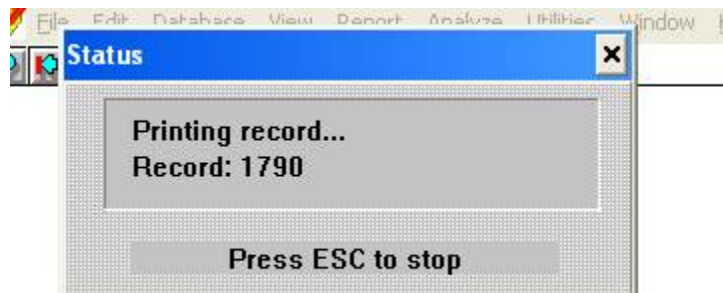 File Edit Database View Report Analyze Utilities Window
Status
Printing record...
Record: 1790
Press ESC to stop